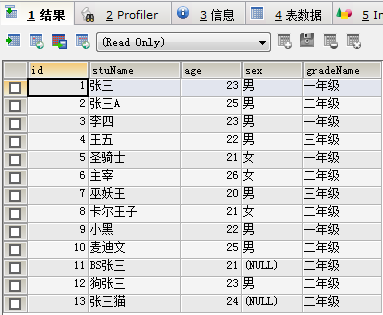 1 结果 2 Profiler 3 信息 4 表数据 5 In
(Read Only)
id stuName age sex gradeName
1 张三 23 男 一年级
2 张三A 25 男 二年级
3 李四 23 男 一年级
4 王五 22 男 三年级
5 圣骑士 21 女 一年级
6 主宰 26 女 二年级
7 巫妖王 20 男 三年级
8 卡尔王子 21 女 二年级
9 小黑 22 男 一年级
10 麦迪文 25 男 二年级
11 BS张三 21 (NULL) 二年级
12 狗张三 23 男 二年级
13 张三猫 24 (NULL) 二年级